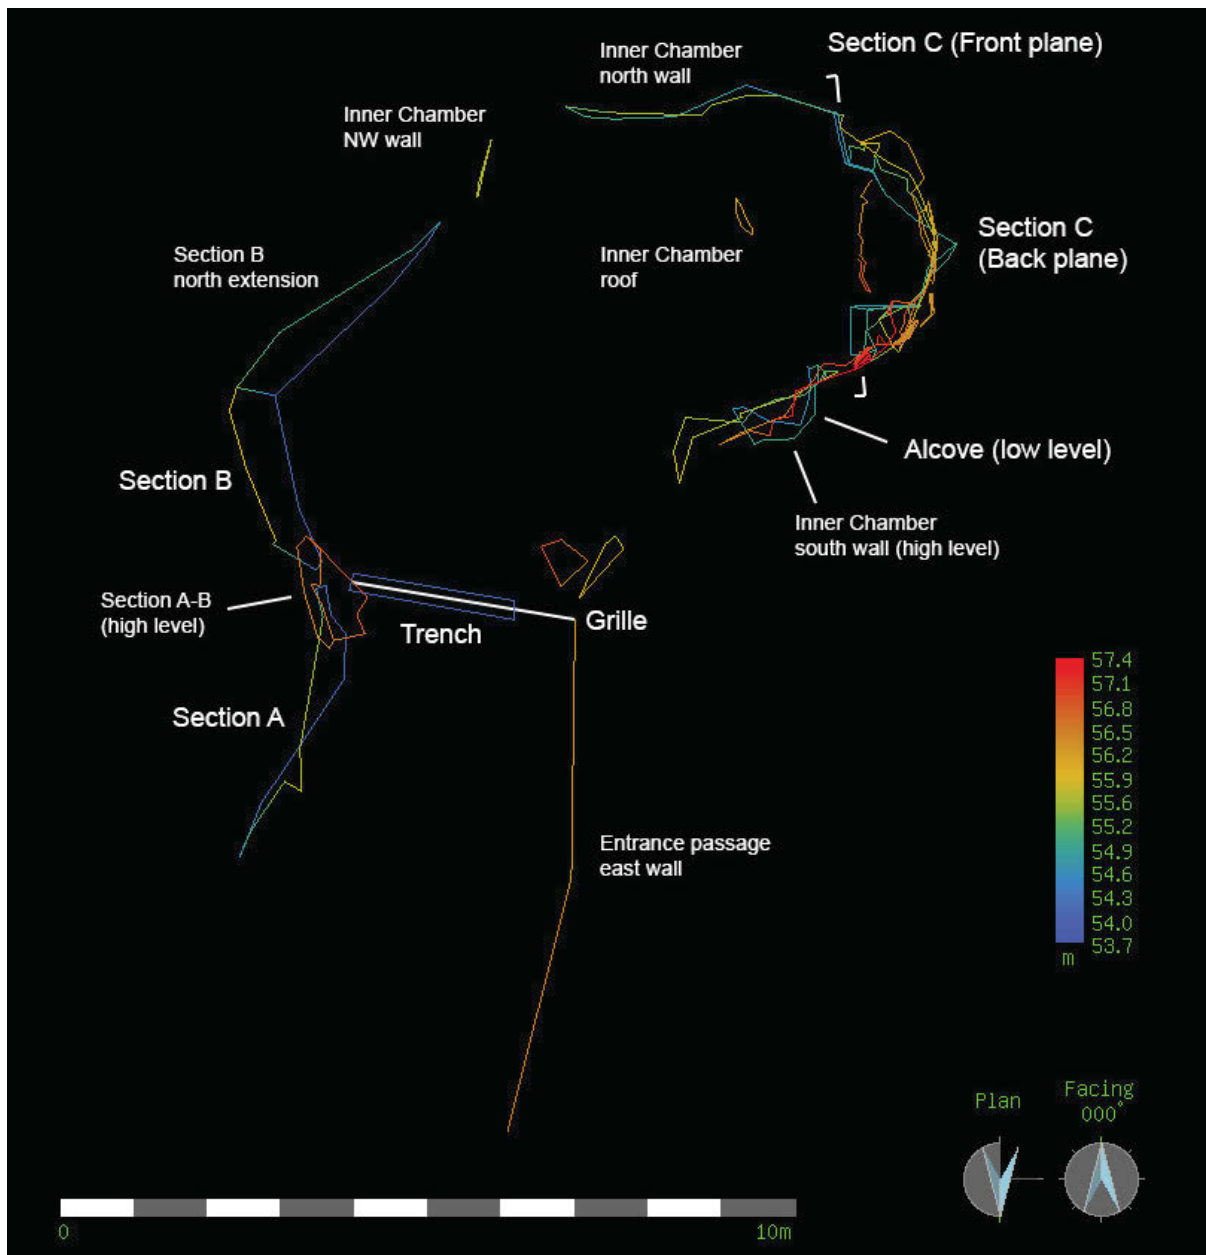 Section C (Front plane)
Inner Chamber
north wall
Inner Chamber
NW wall
Section C
(Back plane)
Section B
north extension
Inner Chamber
roof
Alcove (low level)
Section B
Inner Chamber
south wall (high level)
Section A-B
(high level)
Trench
Grille
Section A
57.4
57.1
56.8
56.5
56.2
55.9
55.6
55.2
54.9
54.6
54.3
54.0
53.7
m
Entrance passage
east wall
Plan
Facing
000°
0
10m